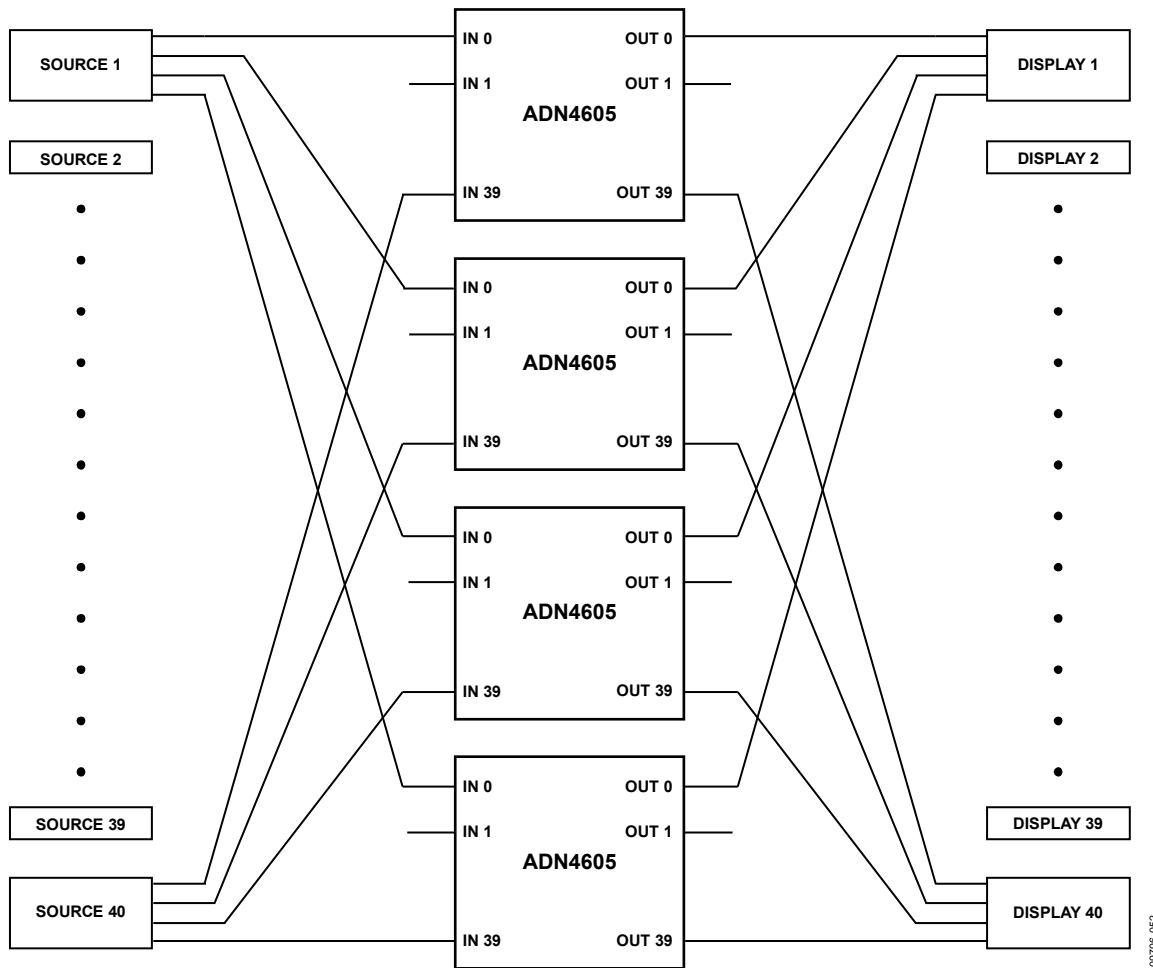 SOURCE 1
SOURCE 2
SOURCE 39
SOURCE 40
IN 0
OUT 0
IN 1
OUT 1
ADN4605
IN 39
OUT 39
IN 0
OUT 0
IN 1
OUT 1
ADN4605
IN 39
OUT 39
IN 0
OUT 0
IN 1
OUT 1
ADN4605
IN 39
OUT 39
IN 0
OUT 0
IN 1
OUT 1
ADN4605
IN 39
OUT 39
DISPLAY 1
DISPLAY 2
DISPLAY 39
DISPLAY 40